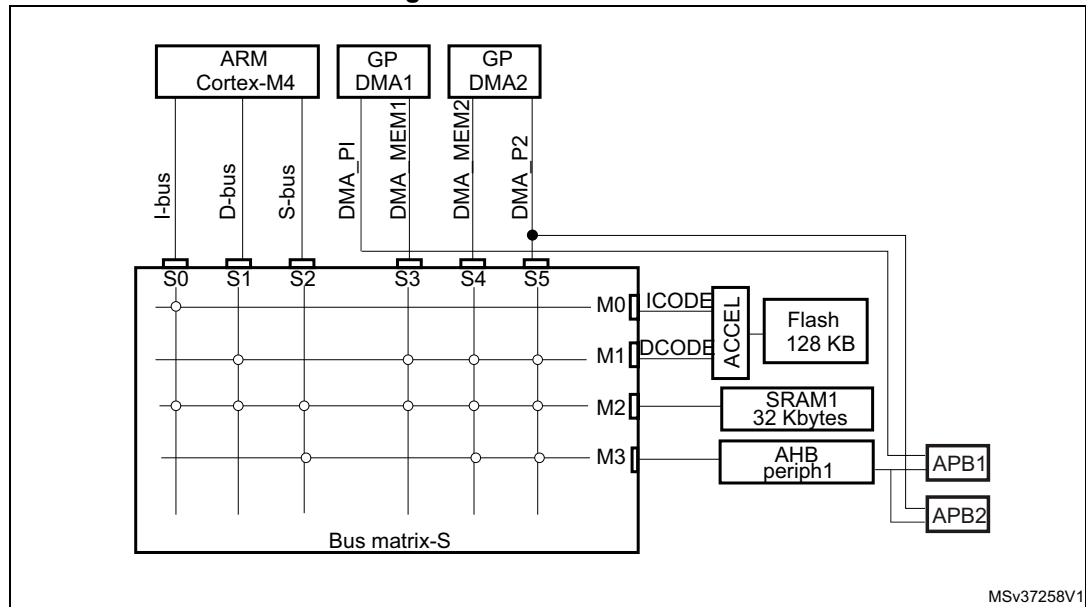 ARM
Cortex-M4
GP
DMA1
GP
DMA2
I-bus
D-bus
S-bus
DMA_PI
DMA_MEM1
DMA_MEM2
DMA_P2
S0
S1
S2
S3
S4
S5
M0
ICODE
M1
DCODE
ACCEL
Flash
128 KB
M2
SRAM1
32 Kbytes
M3
AHB
periph1
APB1
APB2
Bus matrix-S
MSv37258V1